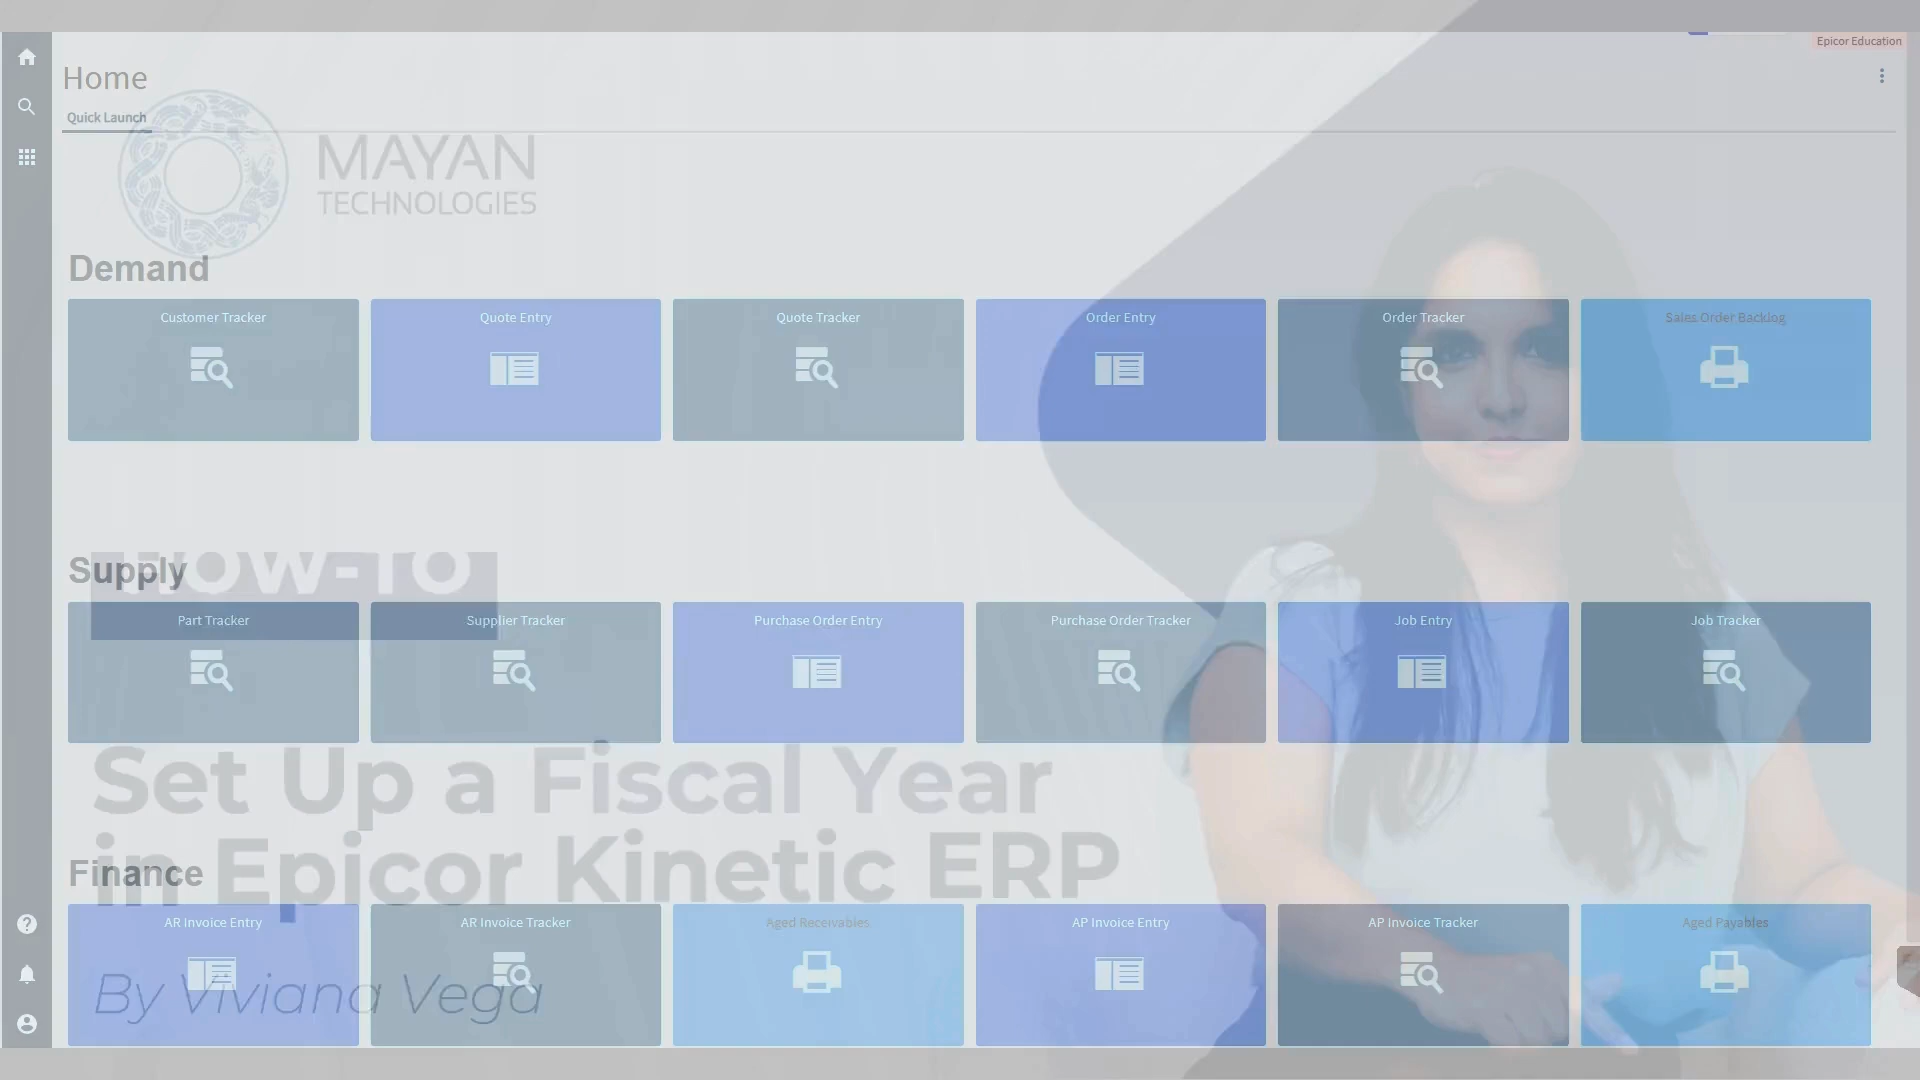 Epicor Education
Home
Quick Launch
MAYAN
TECHNOLOGIES
Demand
Customer Tracker
Quote Entry
Quote Tracker
Order Entry
Order Tracker
Sales Order Backlog
HOW-TO
Supply
Part Tracker
Supplier Tracker
Purchase Order Entry
Purchase Order Tracker
Job Entry
Job Tracker
Set Up a Fiscal Year
in Epicor Kinetic ERP
Finance
AR Invoice Entry
AR Invoice Tracker
Aged Receivables
AP Invoice Entry
AP Invoice Tracker
Aged Payables
By Viviana Vega